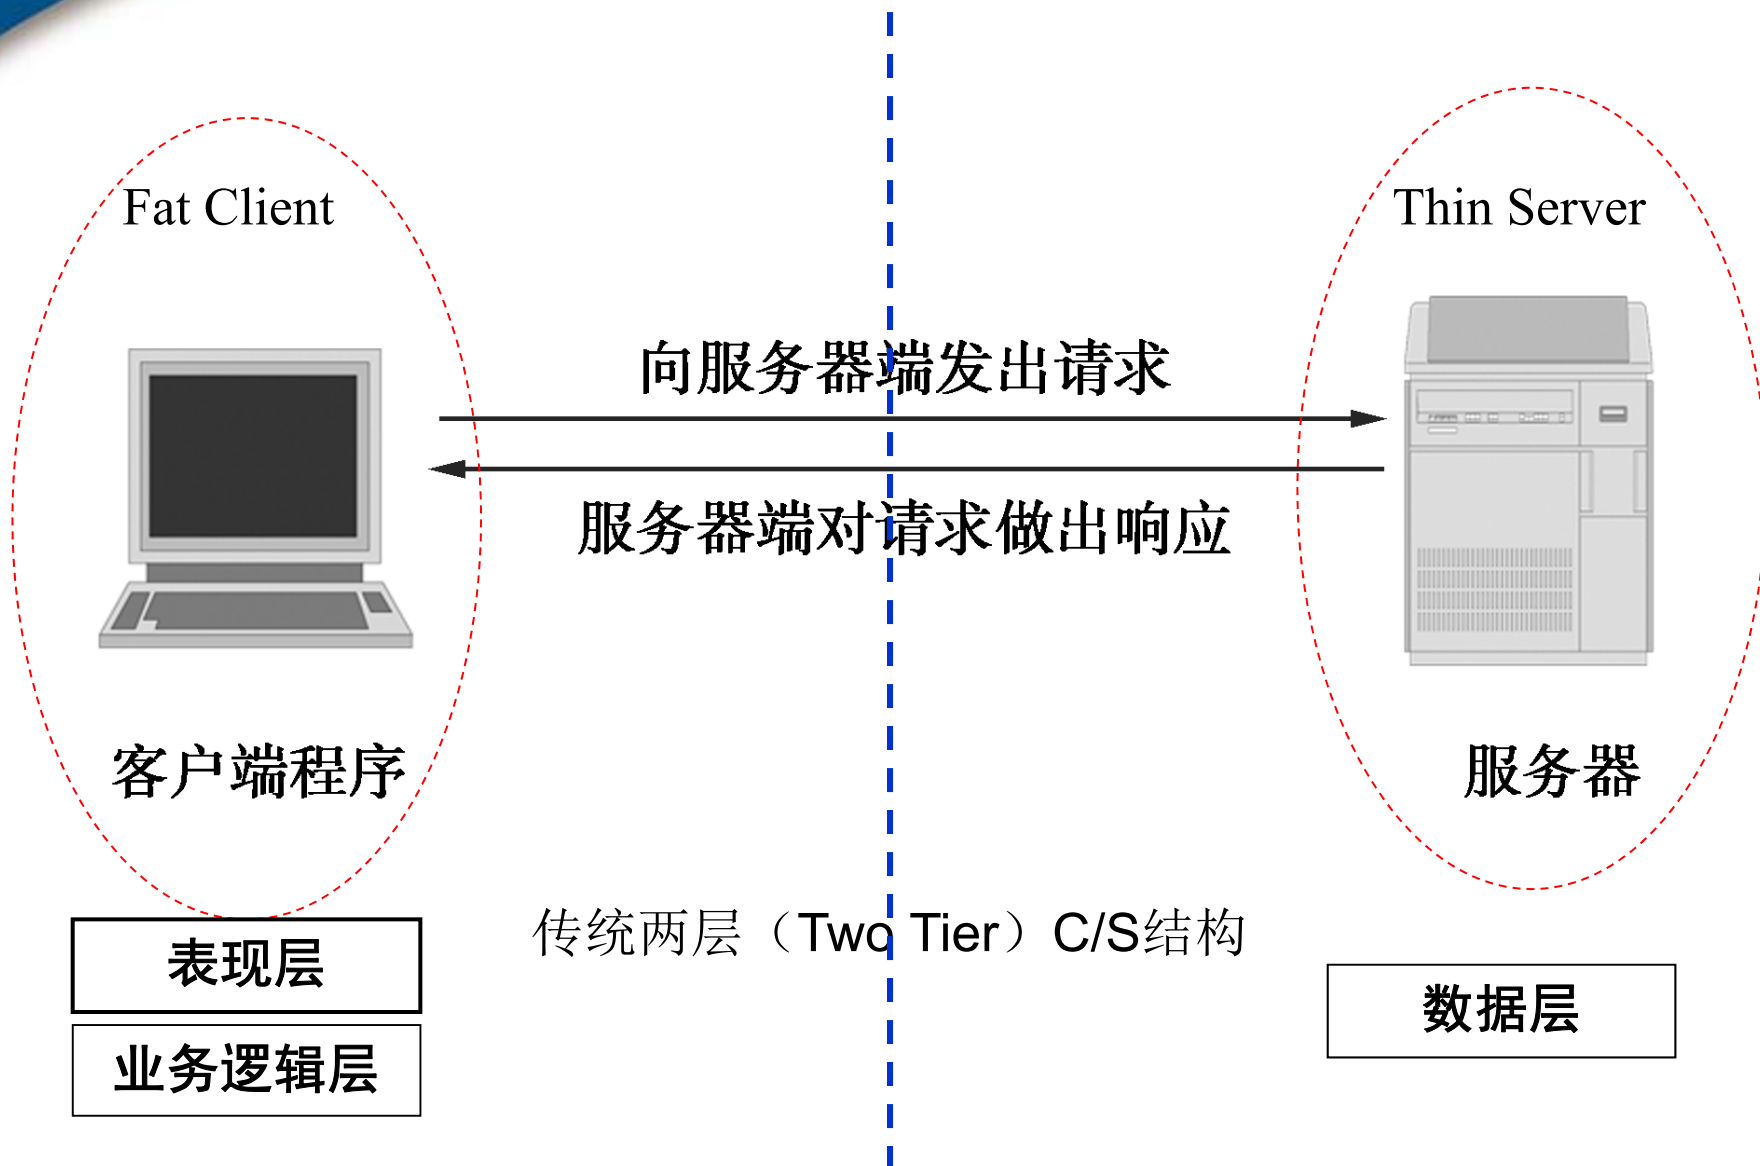 Fat Client
Thin Server
向服务器端发出请求
服务器端对请求做出响应
客户端程序
服务器
传统两层（Two Tier）C/S结构
表现层
数据层
业务逻辑层